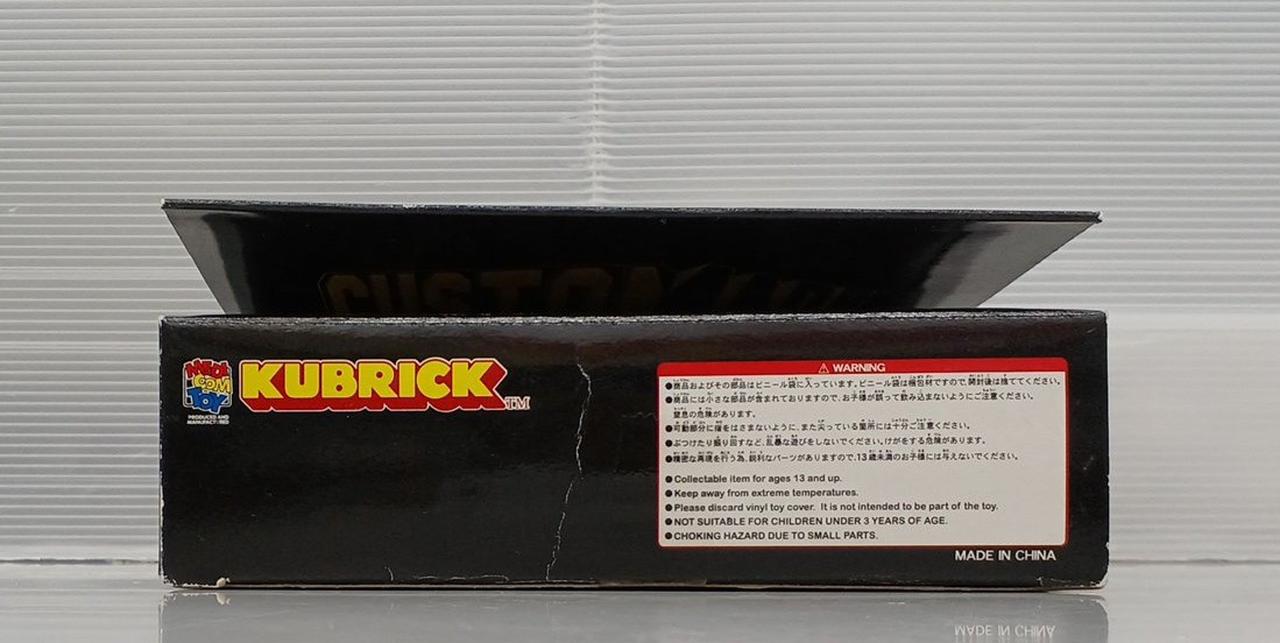 CUSTOM
MEDI
COM
TOY
PRODUCED AND
MANUFACTURED
KUBRICK
TM
⚠ WARNING
●商品およびその部品はビニール袋に入っています。ビニール袋は梱包材ですので、開封後は捨ててください。
●商品には小さな部品が含まれておりますので、お子様が誤って飲み込まないようにご注意ください。
窒息の危険があります。
●可動部分に指をはさまないように、また尖っている箇所には十分ご注意ください。
●ぶつけたり振り回すなど、乱暴な遊びをしないでください。けがをする危険があります。
●精密な再現を行う為、鋭利なパーツがありますので、13歳未満のお子様には与えないでください。
●Collectable item for ages 13 and up.
●Keep away from extreme temperatures.
●Please discard vinyl toy cover. It is not intended to be part of the toy.
●NOT SUITABLE FOR CHILDREN UNDER 3 YEARS OF AGE.
●CHOKING HAZARD DUE TO SMALL PARTS.
MADE IN CHINA